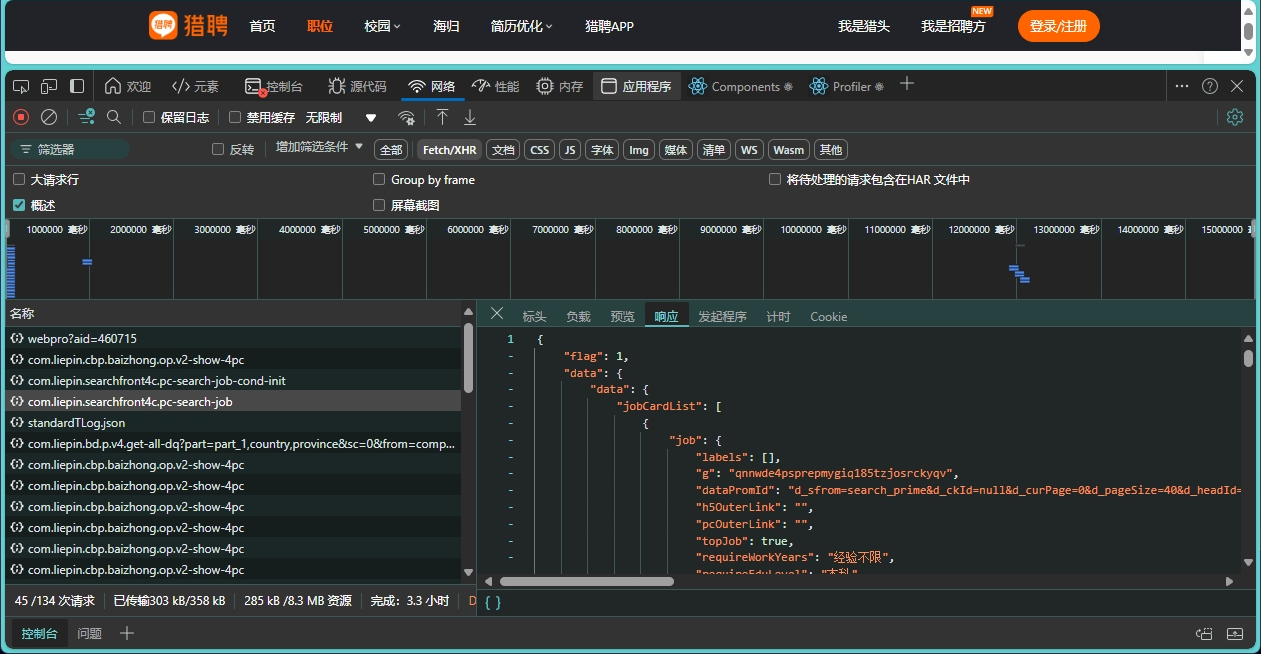 猎聘 猎聘 首页 职位 校园 海归 简历优化 猎聘APP 我是猎头 我是招聘方 NEW 登录/注册
欢迎 元素 控制台 源代码 网络 性能 内存 应用程序 Components Profiler
保留日志 禁用缓存 无限制
筛选器 反转 增加筛选条件 全部 Fetch/XHR 文档 CSS JS 字体 Img 媒体 清单 WS Wasm 其他
大请求行 Group by frame 将待处理的请求包含在HAR 文件中
概述 屏幕截图
1000000 毫秒 2000000 毫秒 3000000 毫秒 4000000 毫秒 5000000 毫秒 6000000 毫秒 7000000 毫秒 8000000 毫秒 9000000 毫秒 10000000 毫秒 11000000 毫秒 12000000 毫秒 13000000 毫秒 14000000 毫秒 15000000
名称
webpro?aid=460715
com.liepin.cbp.baizhong.op.v2-show-4pc
com.liepin.searchfront4c.pc-search-job-cond-init
com.liepin.searchfront4c.pc-search-job
standardTLog.json
com.liepin.bd.p.v4.get-all-dq?part=part_1,country,province&sc=0&from=comp...
com.liepin.cbp.baizhong.op.v2-show-4pc
com.liepin.cbp.baizhong.op.v2-show-4pc
com.liepin.cbp.baizhong.op.v2-show-4pc
com.liepin.cbp.baizhong.op.v2-show-4pc
com.liepin.cbp.baizhong.op.v2-show-4pc
com.liepin.cbp.baizhong.op.v2-show-4pc
45 /134 次请求 已传输303 kB/358 kB 285 kB /8.3 MB 资源 完成：3.3 小时 D
标头 负载 预览 响应 发起程序 计时 Cookie
1 {
- "flag": 1,
- "data": {
- "data": {
- "jobCardList": [
- {
- "job": {
- "labels": [],
- "g": "qnnwde4psprepmygiq185tzjosrckyqv",
- "dataPromId": "d_sfrom=search_prime&d_ckId=null&d_curPage=0&d_pageSize=40&d_headId=
- "h5OuterLink": "",
- "pcOuterLink": "",
- "topJob": true,
- "requireWorkYears": "经验不限",
"requireEduLevel": "本科"
{ }
控制台 问题